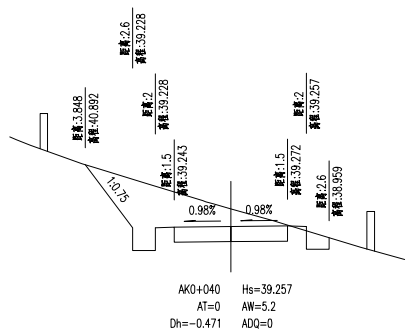 距离:2.6
高程:39.228
距离:3.848
高程:40.892
距离:2
高程:39.228
距离:2
高程:39.257
距离:1.5
高程:39.243
距离:1.5
高程:39.272
距离:2.6
高程:38.959
1:0.75
0.98%
0.98%
AK0+040 Hs=39.257
AT=0 AW=5.2
Dh=-0.471 ADQ=0